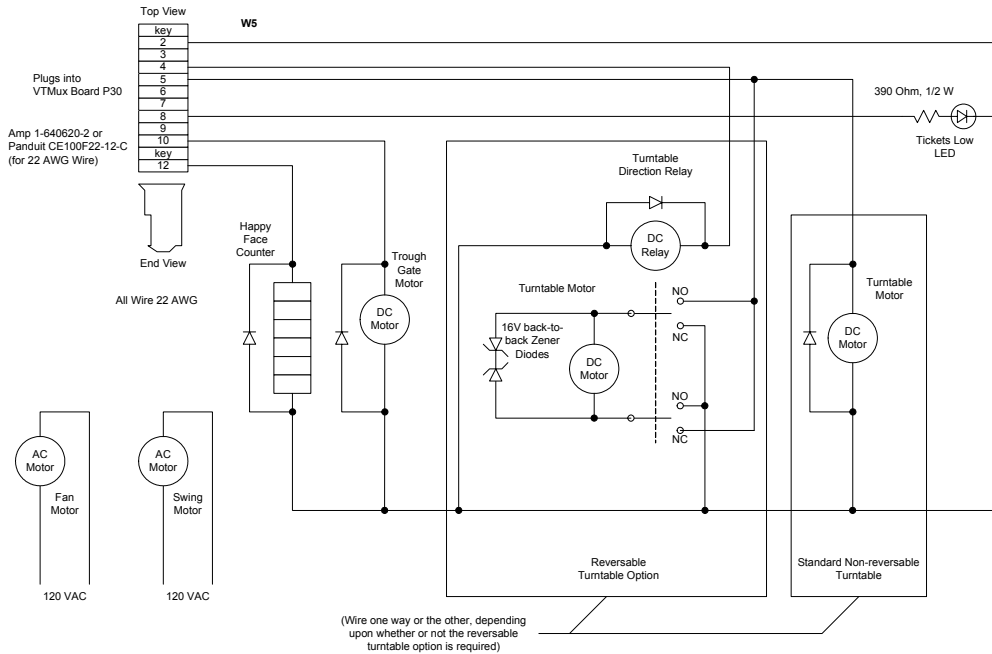 Top View
W5
key
2
3
4
5
6
7
8
9
10
key
12
Plugs into
VTMux Board P30
Amp 1-640620-2 or
Panduit CE100F22-12-C
(for 22 AWG Wire)
End View
All Wire 22 AWG
390 Ohm, 1/2 W
Tickets Low
LED
Happy
Face
Counter
Trough
Gate
Motor
DC
Motor
Turntable
Direction Relay
DC
Relay
Turntable Motor
16V back-to-
back Zener
Diodes
DC
Motor
NO
NC
NO
NC
Turntable
Motor
DC
Motor
AC
Motor
Fan
Motor
120 VAC
AC
Motor
Swing
Motor
120 VAC
Reversable
Turntable Option
Standard Non-reversable
Turntable
(Wire one way or the other, depending
upon whether or not the reversable
turntable option is required)